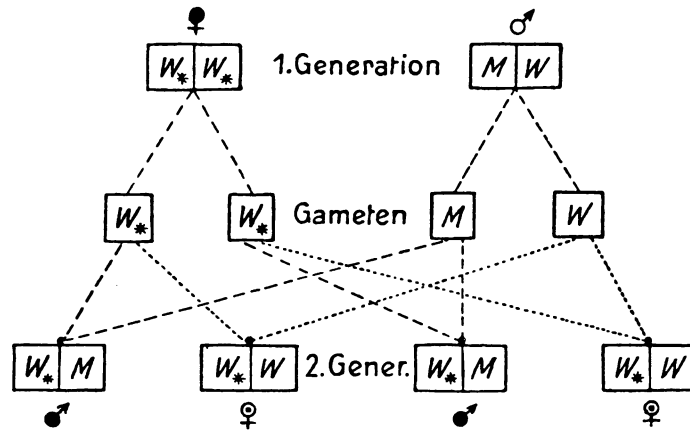 ♀ ♂
W* W* 1.Generation M W
W* W* Gameten M W
W* M W* W 2.Gener. W* M W* W
♂ ♀ ♂ ♀